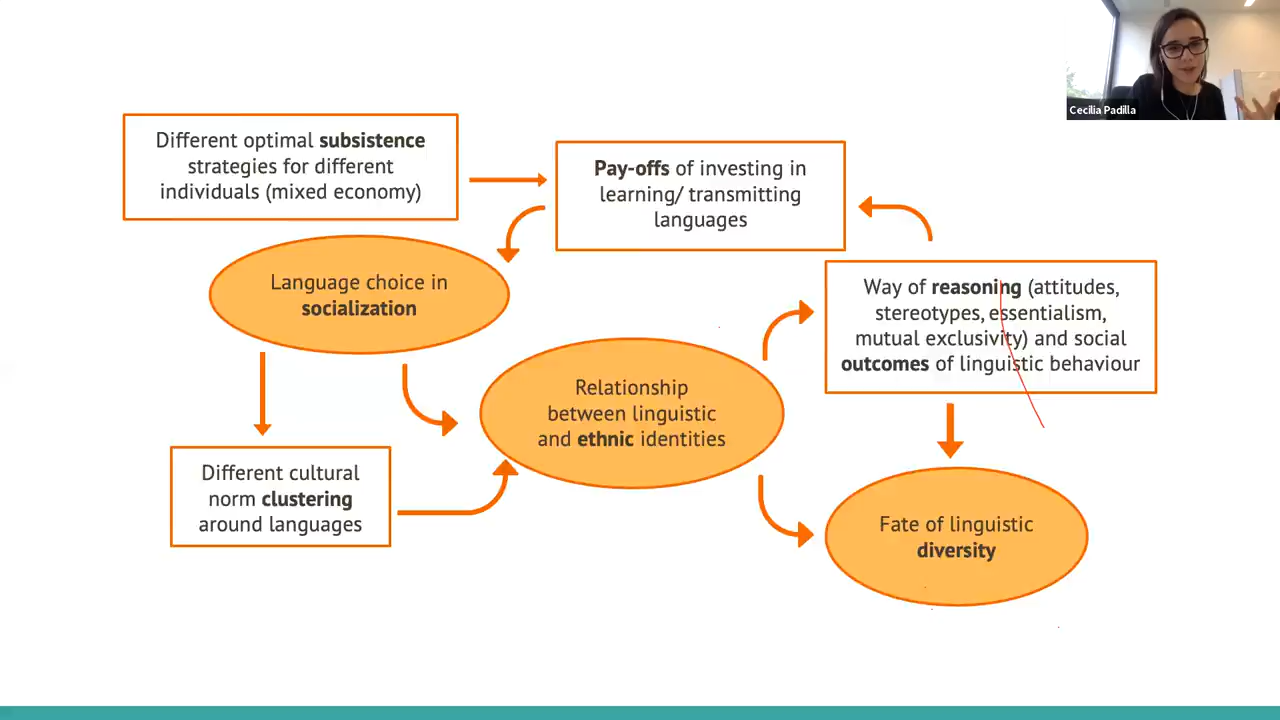 Cecilia Padilla
Different optimal subsistence
strategies for different
individuals (mixed economy)
Pay-offs of investing in
learning/ transmitting
languages
Language choice in
socialization
Way of reasoning (attitudes,
stereotypes, essentialism,
mutual exclusivity) and social
outcomes of linguistic behaviour
Relationship
between linguistic
and ethnic identities
Different cultural
norm clustering
around languages
Fate of linguistic
diversity